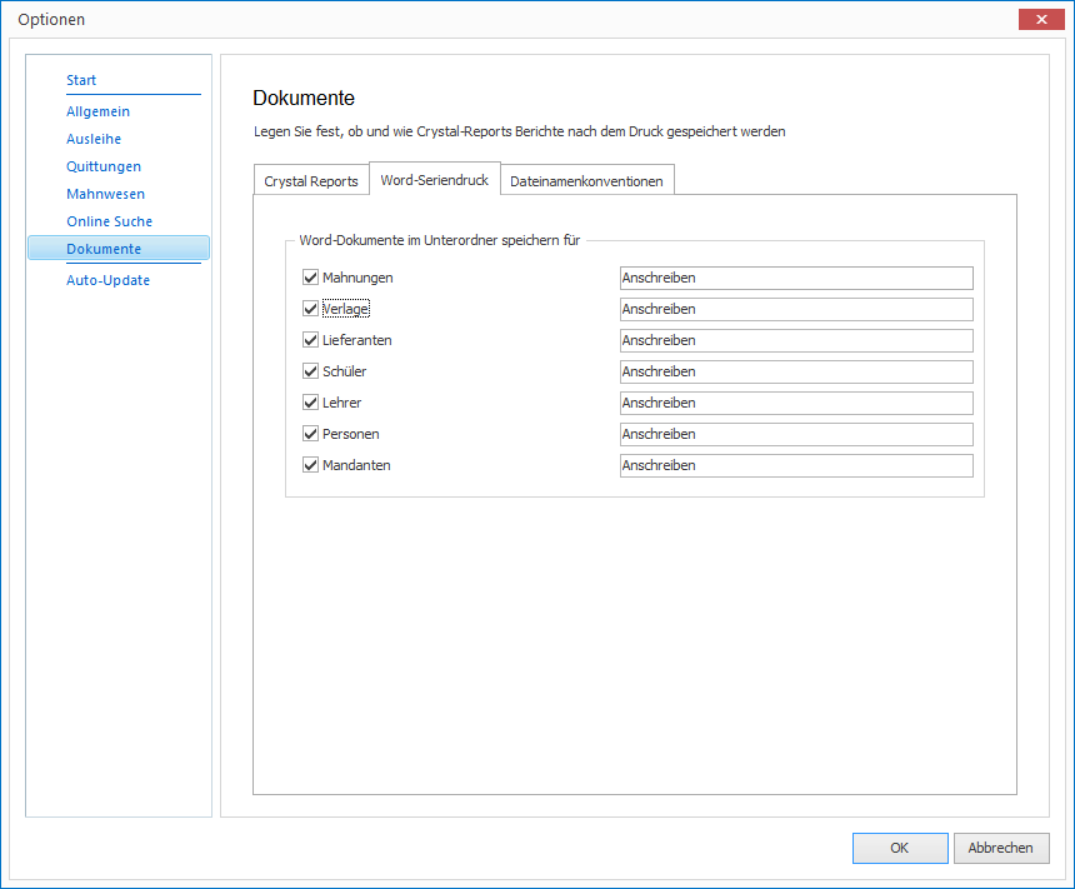 Optionen
Start
Allgemein
Ausleihe
Quittungen
Mahnwesen
Online Suche
Dokumente
Auto-Update
Dokumente
Legen Sie fest, ob und wie Crystal-Reports Berichte nach dem Druck gespeichert werden
Crystal Reports Word-Seriendruck Dateinamenkonventionen
Word-Dokumente im Unterordner speichern für
Mahnungen Anschreiben
Verlage Anschreiben
Lieferanten Anschreiben
Schüler Anschreiben
Lehrer Anschreiben
Personen Anschreiben
Mandanten Anschreiben
OK Abbrechen